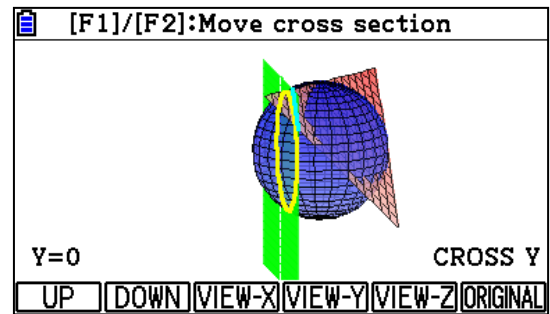 [F1]/[F2]:Move cross section
Y=0 CROSS Y
UP DOWN VIEW-X VIEW-Y VIEW-Z ORIGINAL